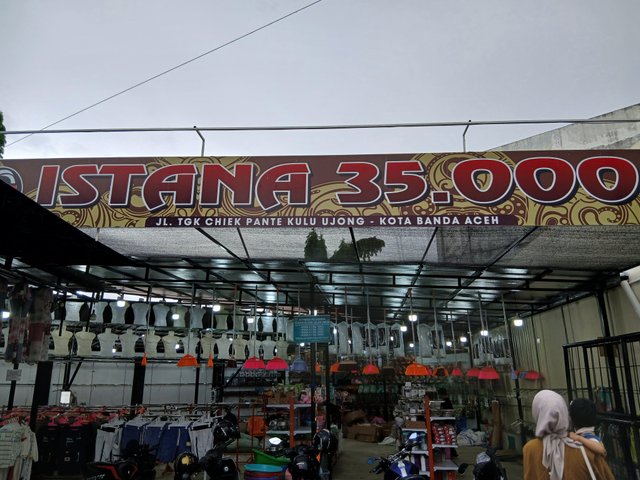 ISTANA 35.000
JL. TGK CHIEK PANTE KULU UJONG - KOTA BANDA ACEH